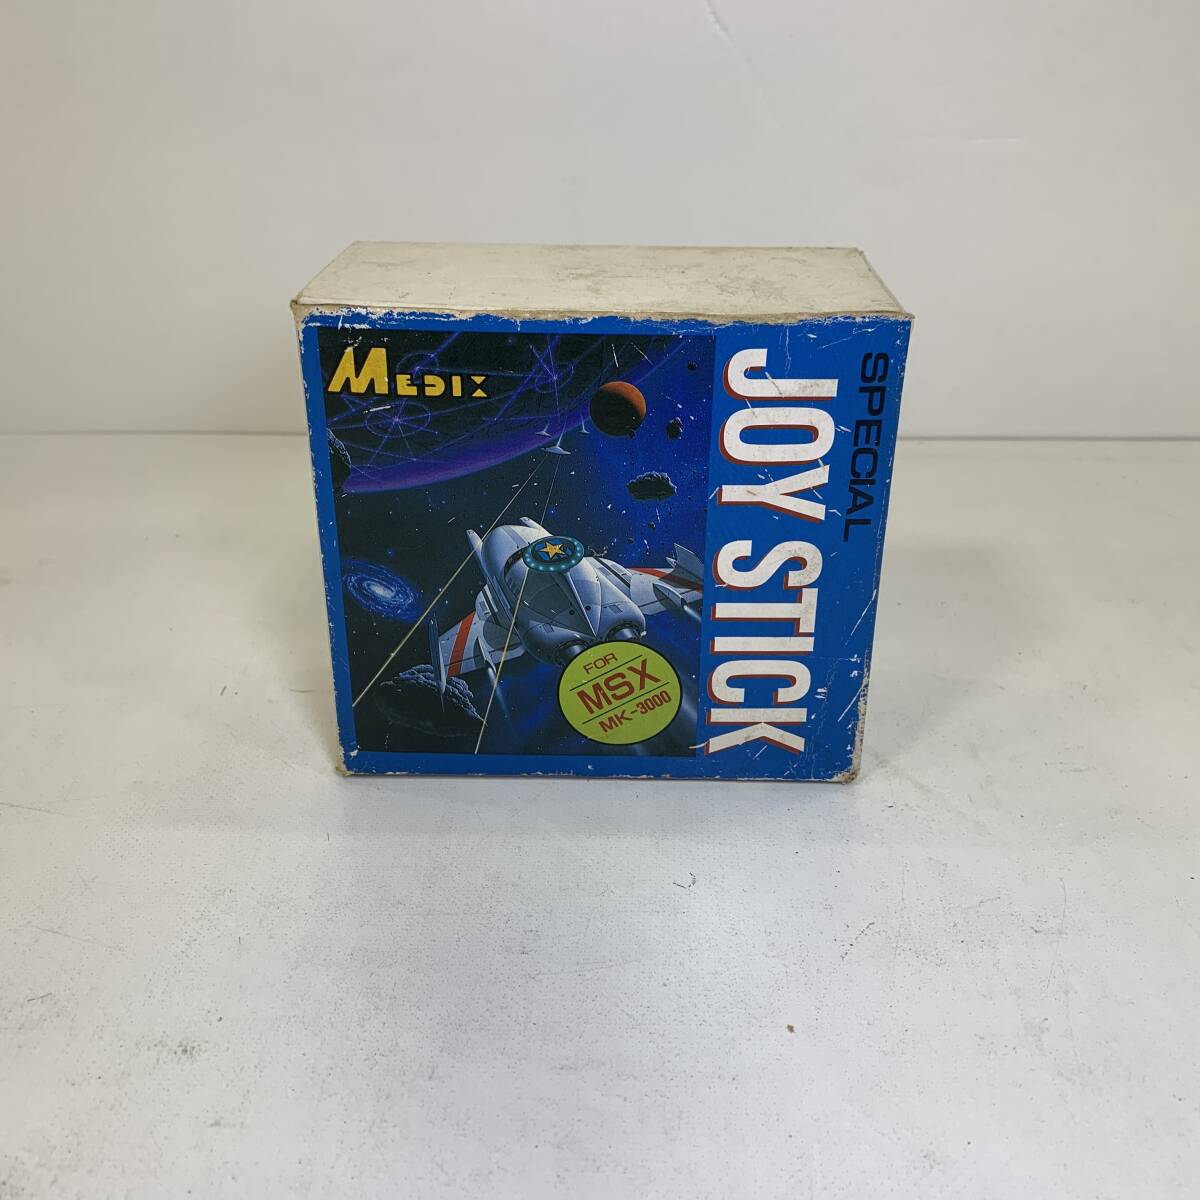 MEDIX
SPECIAL
JOY STICK
FOR
MSX
MK-3000